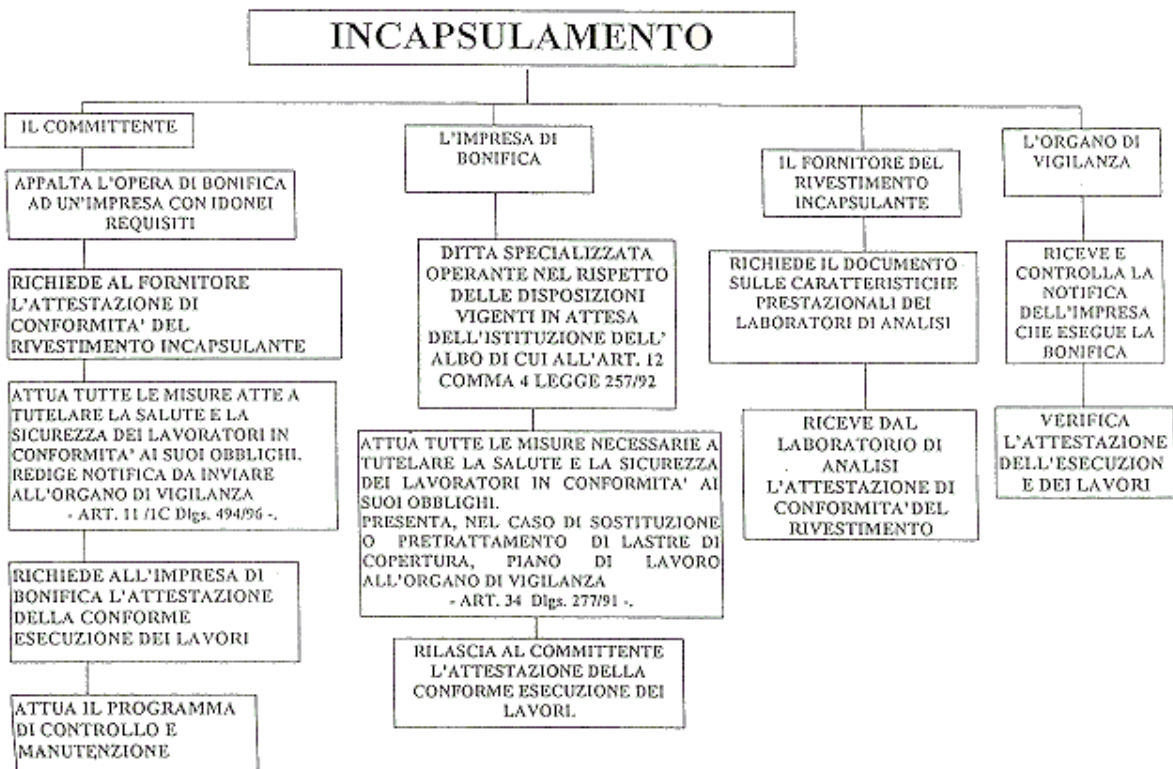 INCAPSULAMENTO
IL COMMITTENTE
APPALTA L'OPERA DI BONIFICA
AD UN'IMPRESA CON IDONEI
REQUISITI
RICHIEDE AL FORNITORE
L'ATTESTAZIONE DI
CONFORMITA' DEL
RIVESTIMENTO INCAPSULANTE
ATTUA TUTTE LE MISURE ATTE A
TUTELARE LA SALUTE E LA
SICUREZZA DEI LAVORATORI IN
CONFORMITA' AI SUOI OBBLIGHI.
REDIGE NOTIFICA DA INVIARE
ALL'ORGANO DI VIGILANZA
- ART. 11 /1C Dlgs. 494/96 -.
RICHIEDE ALL'IMPRESA DI
BONIFICA L'ATTESTAZIONE
DELLA CONFORME
ESECUZIONE DEI LAVORI
ATTUA IL PROGRAMMA
DI CONTROLLO E
MANUTENZIONE
L'IMPRESA DI
BONIFICA
DITTA SPECIALIZZATA
OPERANTE NEL RISPETTO
DELLE DISPOSIZIONI
VIGENTI IN ATTESA
DELL'ISTITUZIONE DELL'
ALBO DI CUI ALL'ART. 12
COMMA 4 LEGGE 257/92
ATTUA TUTTE LE MISURE NECESSARIE A
TUTELARE LA SALUTE E LA SICUREZZA
DEI LAVORATORI IN CONFORMITA' AI
SUOI OBBLIGHI.
PRESENTA, NEL CASO DI SOSTITUZIONE
O PRETRATTAMENTO DI LASTRE DI
COPERTURA, PIANO DI LAVORO
ALL'ORGANO DI VIGILANZA
- ART. 34 Dlgs. 277/91 -.
RILASCIA AL COMMITTENTE
L'ATTESTAZIONE DELLA
CONFORME ESECUZIONE DEI
LAVORI.
IL FORNITORE DEL
RIVESTIMENTO
INCAPSULANTE
RICHIEDE IL DOCUMENTO
SULLE CARATTERISTICHE
PRESTAZIONALI DEI
LABORATORI DI ANALISI
RICEVE DAL
LABORATORIO DI
ANALISI
L'ATTESTAZIONE DI
CONFORMITA'DEL
RIVESTIMENTO
L'ORGANO DI
VIGILANZA
RICEVE E
CONTROLLA LA
NOTIFICA
DELL'IMPRESA
CHE ESEGUE LA
BONIFICA
VERIFICA
L'ATTESTAZIONE
DELL'ESECUZION
E DEI LAVORI